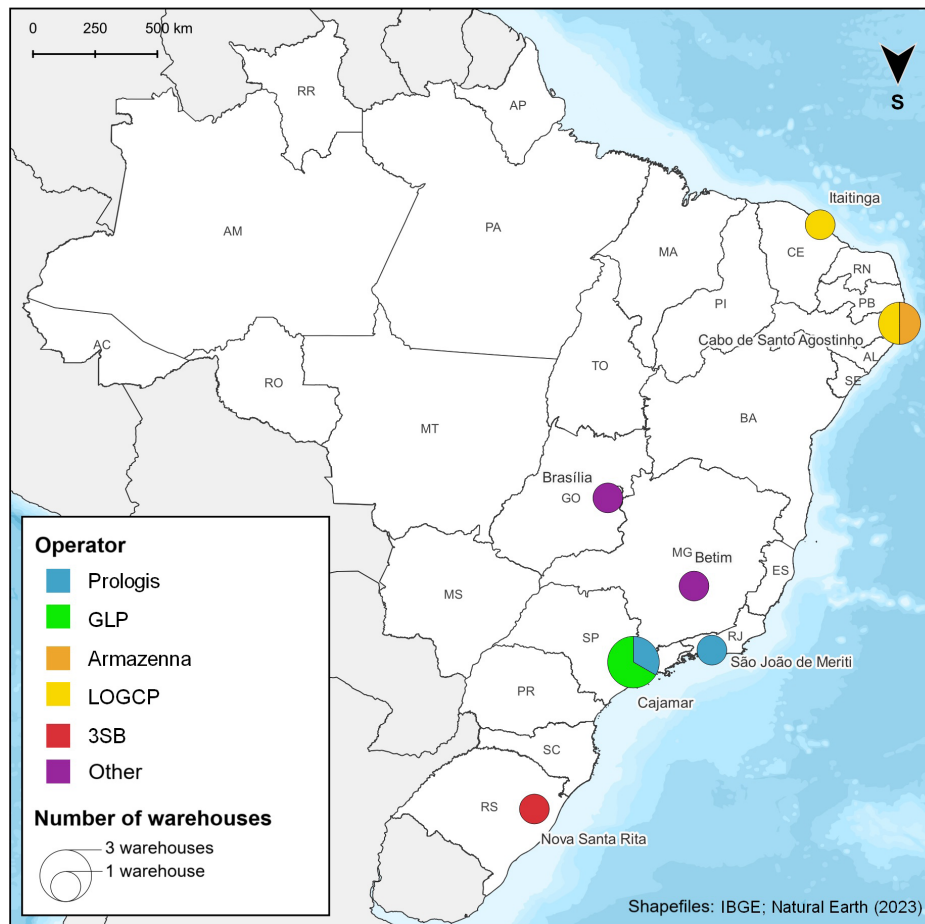 0 250 500 km
S
RR
AP
AM
PA
MA
CE
Itaitinga
RN
PB
PI
Cabo de Santo Agostinho
AL
SE
AC
RO
TO
BA
MT
Brasília
GO
MG
Betim
ES
MS
SP
RJ
São João de Meriti
Cajamar
PR
SC
RS
Nova Santa Rita
Operator
Prologis
GLP
Armazenna
LOGCP
3SB
Other
Number of warehouses
3 warehouses
1 warehouse
Shapefiles: IBGE; Natural Earth (2023)